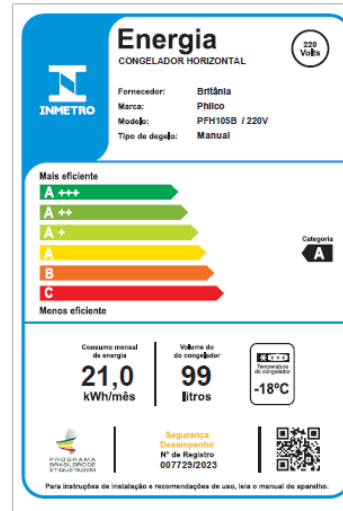 Energia
CONGELADOR HORIZONTAL
220
Volts
INMETRO
Fornecedor: Britânia
Marca: Philco
Modelo: PFH105B / 220V
Tipo de degelo: Manual
Mais eficiente
A +++
A ++
A +
A
B
C
Menos eficiente
Categoria
A
Consumo mensal
de energia
21,0
kWh/mês
Volume do
do congelador
99
litros
Temperatura
do congelador
-18ºC
PROGRAMA
BRASILEIRO DE
ETIQUETAGEM
Segurança
Desempenho
Nº de Registro
007729/2023
Para instruções de instalação e recomendações de uso, leia o manual do aparelho.